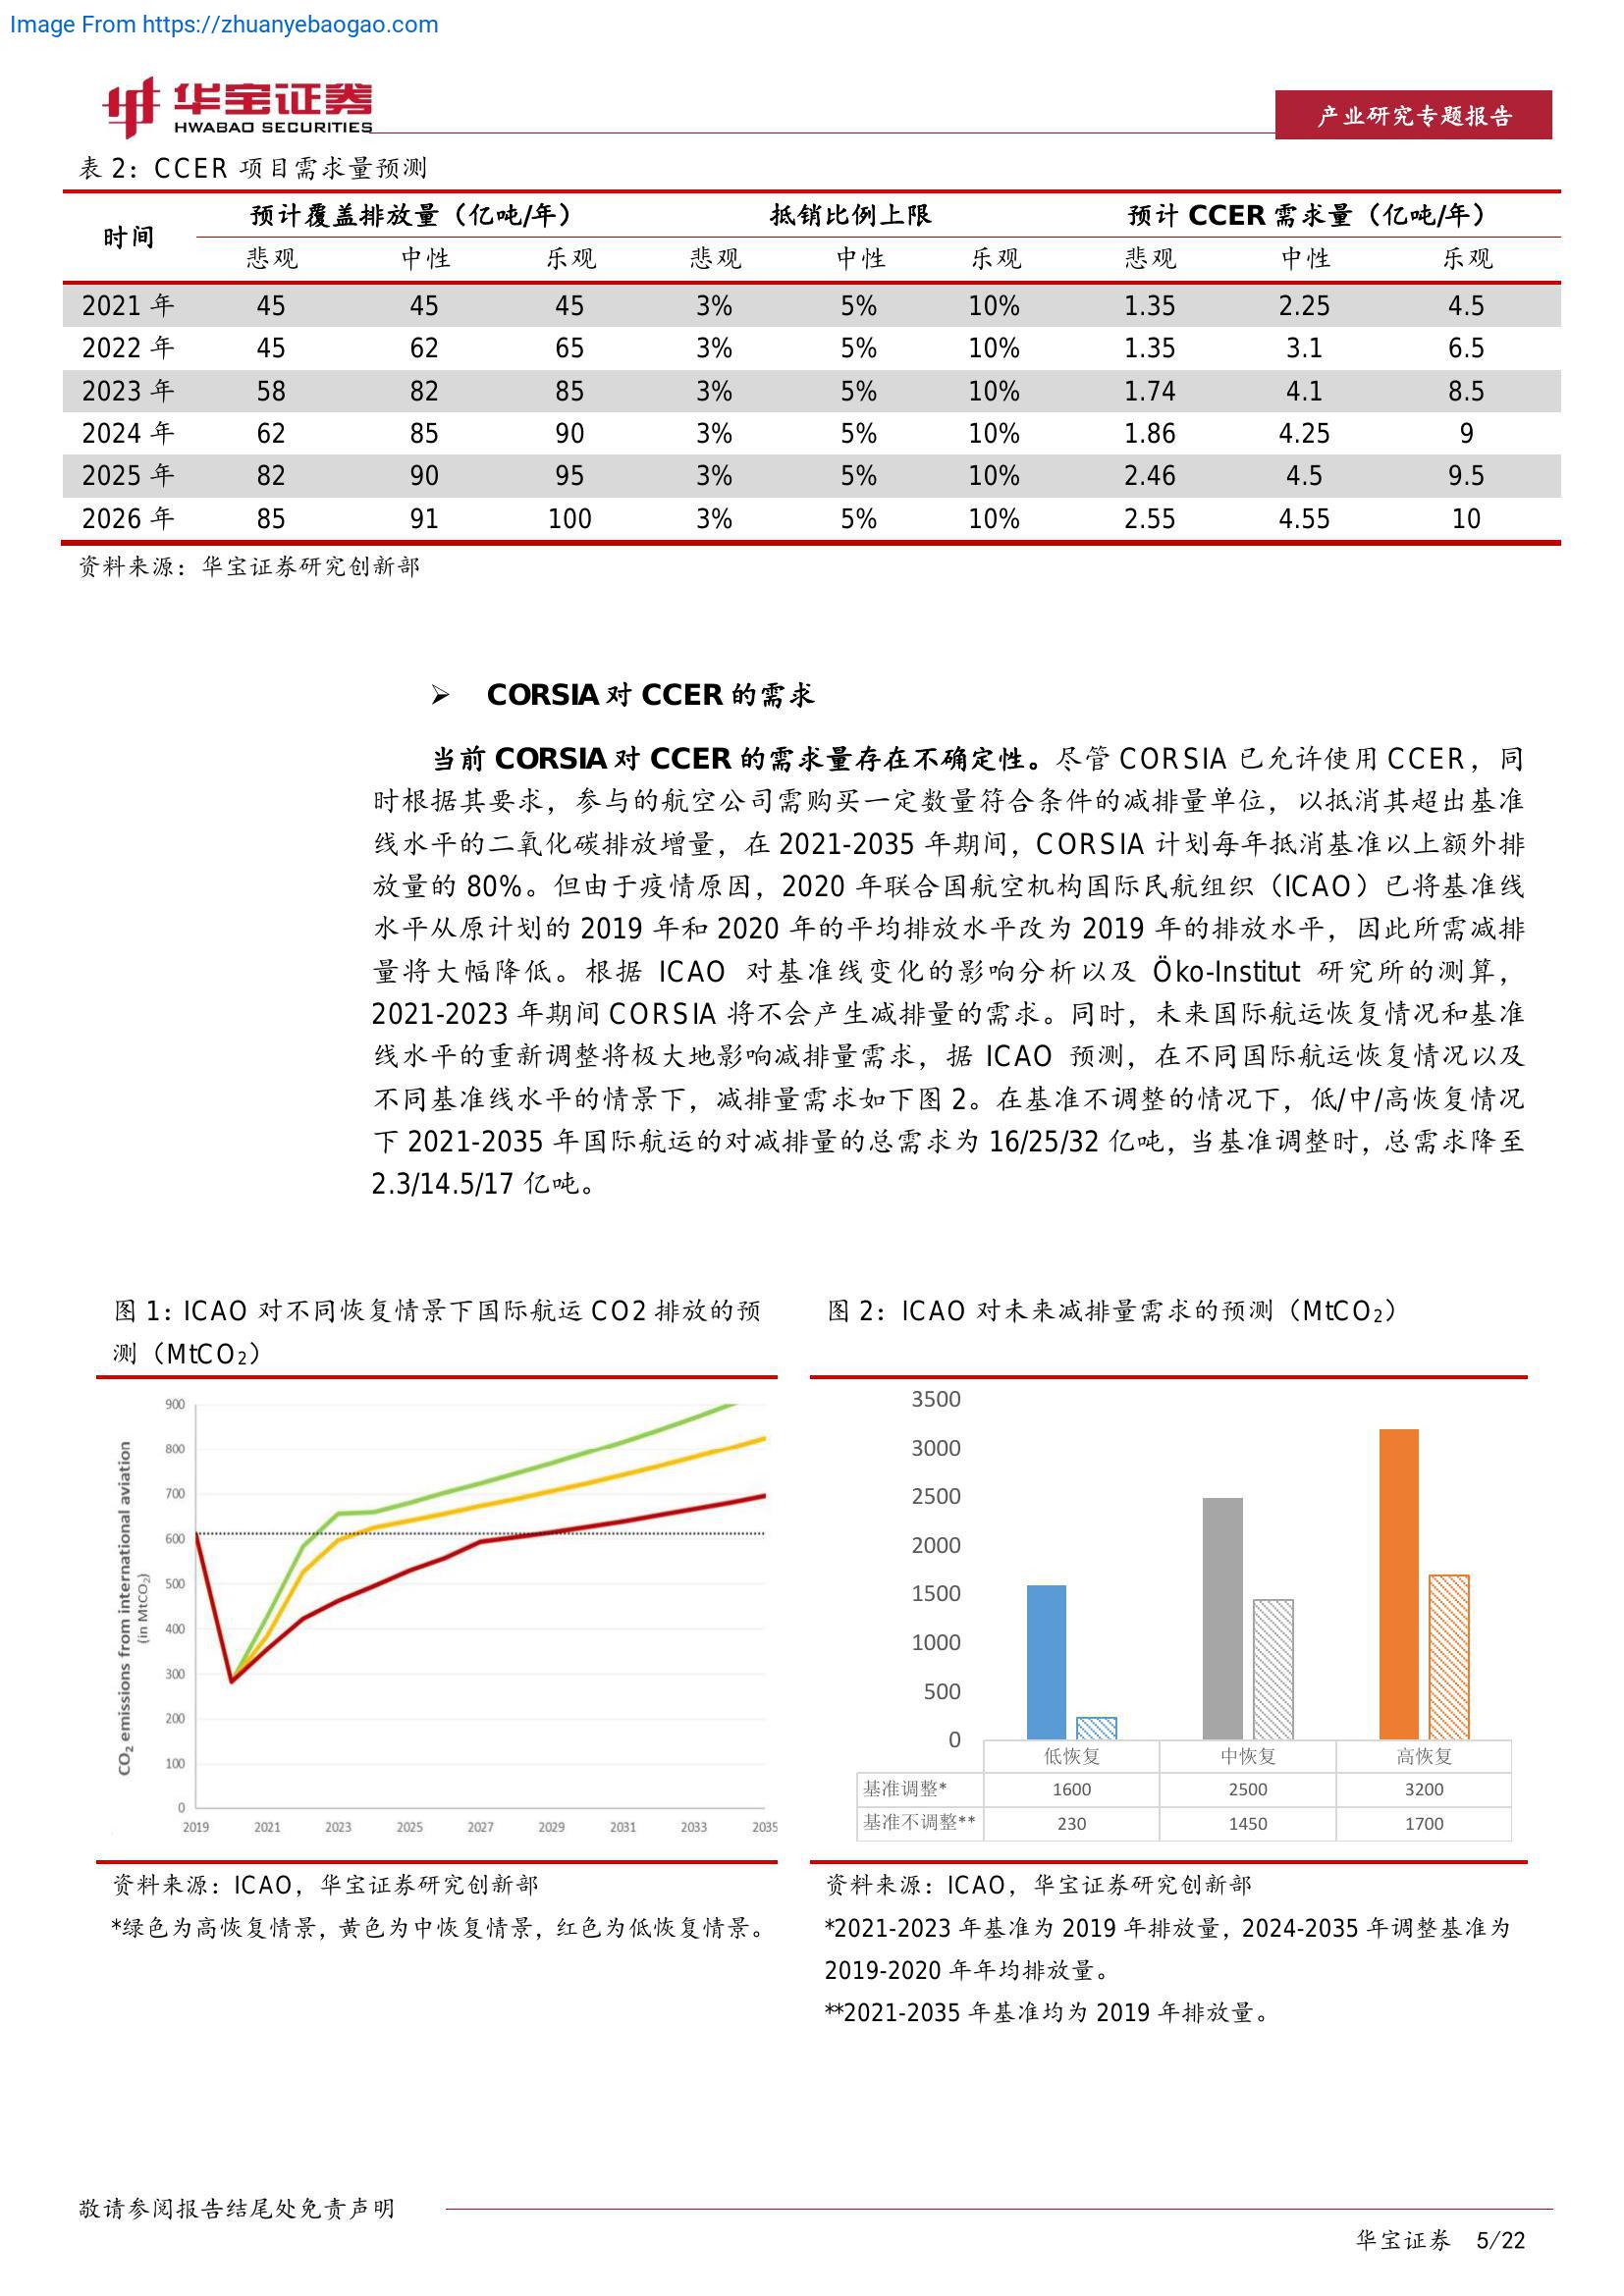 Image From https://zhuanyebaogao.com
华宝证券
HWABAO SECURITIES
产业研究专题报告
表 2：CCER 项目需求量预测
时间 预计覆盖排放量（亿吨/年） 抵销比例上限 预计 CCER 需求量（亿吨/年）
悲观 中性 乐观 悲观 中性 乐观 悲观 中性 乐观
2021 年 45 45 45 3% 5% 10% 1.35 2.25 4.5
2022 年 45 62 65 3% 5% 10% 1.35 3.1 6.5
2023 年 58 82 85 3% 5% 10% 1.74 4.1 8.5
2024 年 62 85 90 3% 5% 10% 1.86 4.25 9
2025 年 82 90 95 3% 5% 10% 2.46 4.5 9.5
2026 年 85 91 100 3% 5% 10% 2.55 4.55 10
资料来源：华宝证券研究创新部
➢ CORSIA 对 CCER 的需求
当前 CORSIA 对 CCER 的需求量存在不确定性。尽管 CORSIA 已允许使用 CCER，同
时根据其要求，参与的航空公司需购买一定数量符合条件的减排量单位，以抵消其超出基准
线水平的二氧化碳排放增量，在 2021-2035 年期间，CORSIA 计划每年抵消基准以上额外排
放量的 80%。但由于疫情原因，2020 年联合国航空机构国际民航组织（ICAO）已将基准线
水平从原计划的 2019 年和 2020 年的平均排放水平改为 2019 年的排放水平，因此所需减排
量将大幅降低。根据 ICAO 对基准线变化的影响分析以及 Öko-Institut 研究所的测算，
2021-2023 年期间 CORSIA 将不会产生减排量的需求。同时，未来国际航运恢复情况和基准
线水平的重新调整将极大地影响减排量需求，据 ICAO 预测，在不同国际航运恢复情况以及
不同基准线水平的情景下，减排量需求如下图 2。在基准不调整的情况下，低/中/高恢复情况
下 2021-2035 年国际航运的对减排量的总需求为 16/25/32 亿吨，当基准调整时，总需求降至
2.3/14.5/17 亿吨。
图 1：ICAO 对不同恢复情景下国际航运 CO2 排放的预
测（MtCO₂）
CO₂ emissions from international aviation
(in MtCO₂)
900
800
700
600
500
400
300
200
100
0
2019 2021 2023 2025 2027 2029 2031 2033 2035
资料来源：ICAO，华宝证券研究创新部
*绿色为高恢复情景，黄色为中恢复情景，红色为低恢复情景。
图 2：ICAO 对未来减排量需求的预测（MtCO₂）
3500
3000
2500
2000
1500
1000
500
0
低恢复 中恢复 高恢复
基准调整* 1600 2500 3200
基准不调整** 230 1450 1700
资料来源：ICAO，华宝证券研究创新部
*2021-2023 年基准为 2019 年排放量，2024-2035 年调整基准为
2019-2020 年年均排放量。
**2021-2035 年基准均为 2019 年排放量。
敬请参阅报告结尾处免责声明
华宝证券 5/22